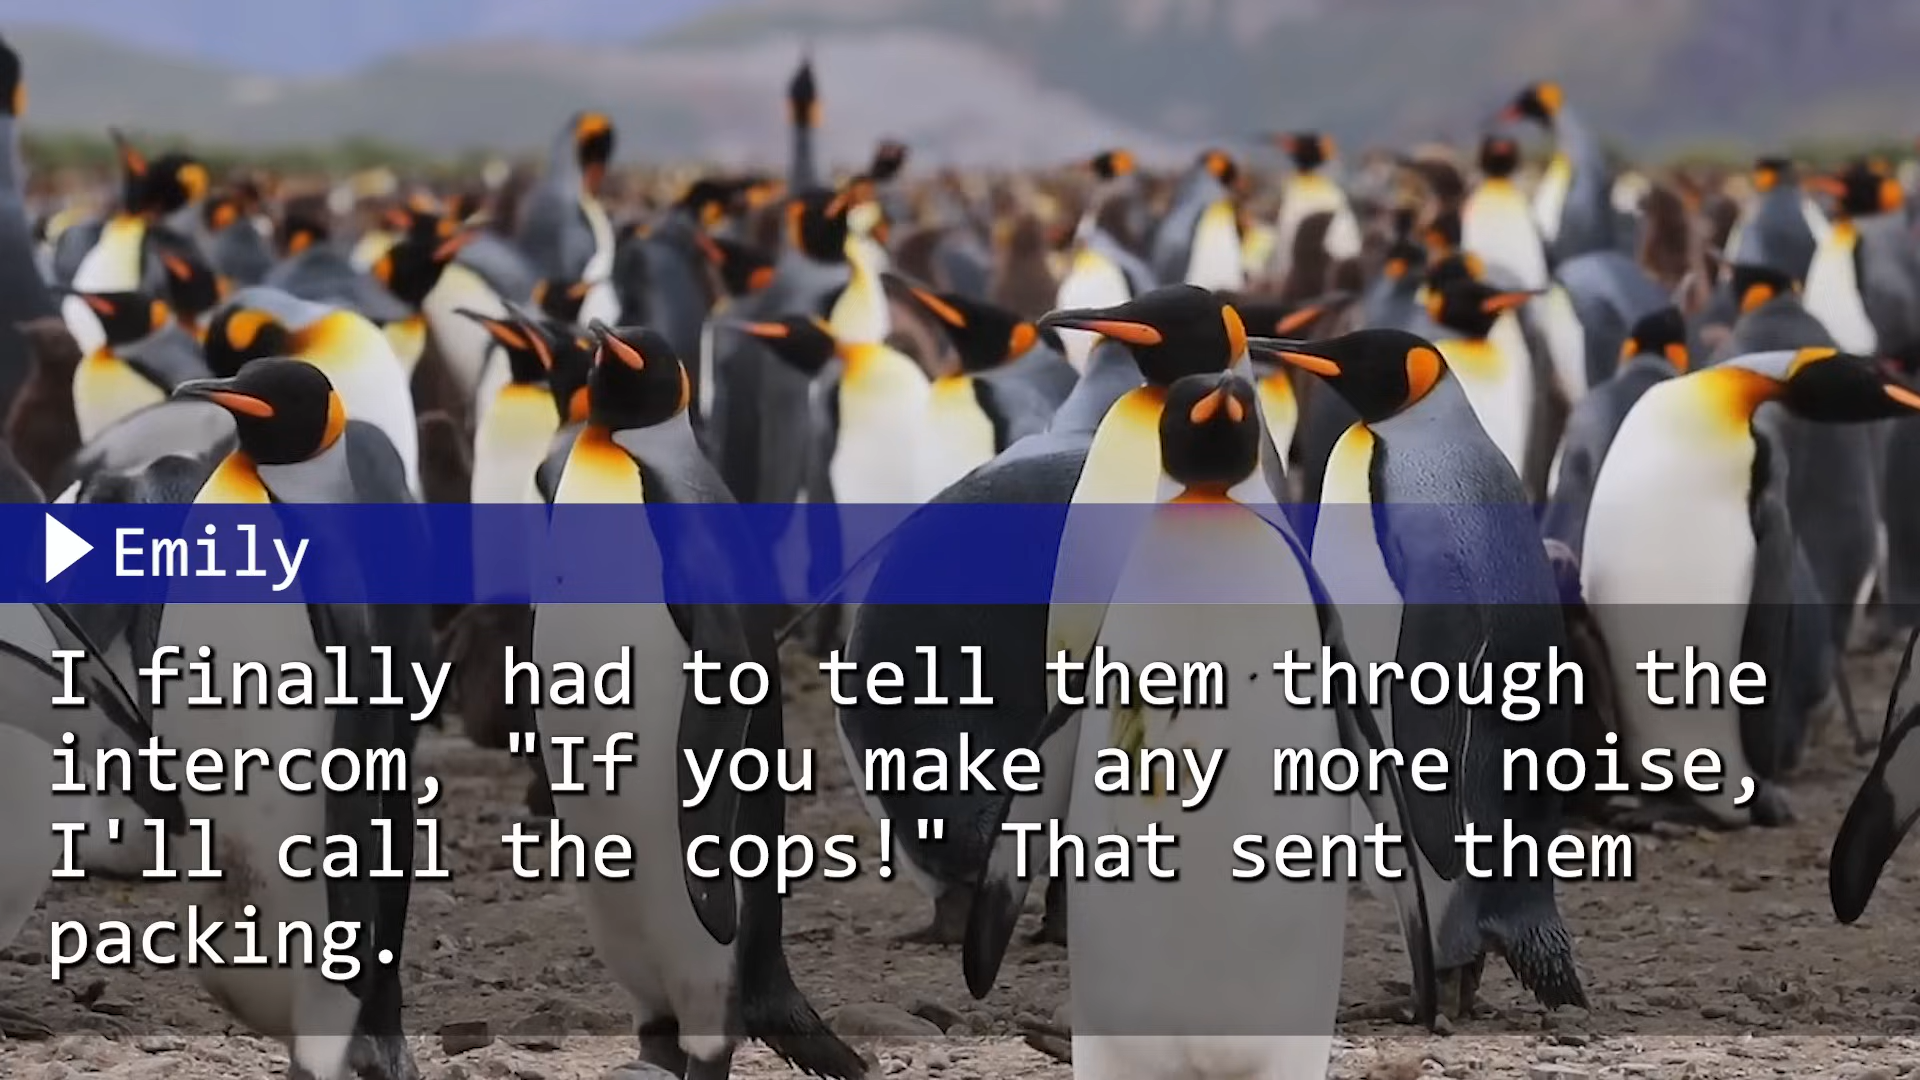 Emily
I finally had to tell them through the
intercom, "If you make any more noise,
I'll call the cops!" That sent them
packing.